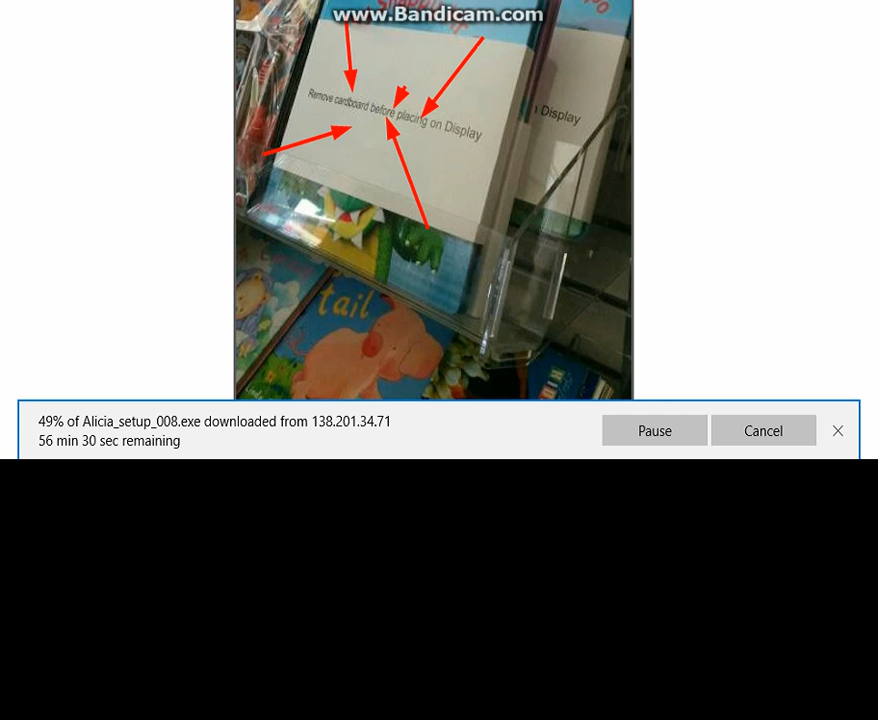 www.Bandicam.com
Remove cardboard before placing on Display
Display
tail
49% of Alicia_setup_008.exe downloaded from 138.201.34.71
56 min 30 sec remaining
Pause
Cancel